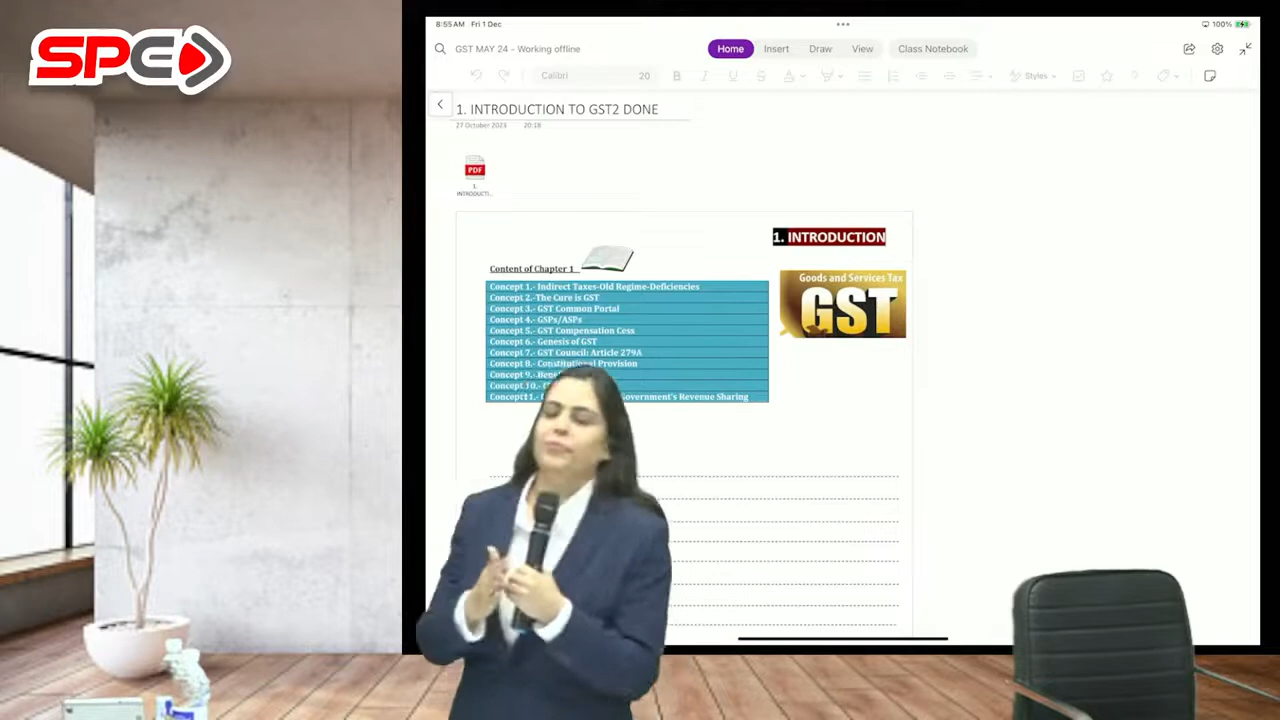 SPE
8:55 AM Fri 1 Dec
100%
GST MAY 24 - Working offline
Home Insert Draw View Class Notebook
Calibri 20 B I U S A Styles
1. INTRODUCTION TO GST2 DONE
27 October 2023 20:18
PDF
1.
INTRODUCTI...
1. INTRODUCTION
Content of Chapter 1
Goods and Services Tax
GST
Concept 1.- Indirect Taxes-Old Regime-Deficiencies
Concept 2.-The Cure is GST
Concept 3.- GST Common Portal
Concept 4.- GSPs/ASPs
Concept 5.- GST Compensation Cess
Concept 6.- Genesis of GST
Concept 7.- GST Council: Article 279A
Concept 8.- Constitutional Provision
Concept 9.-
Concept 10.-
Concept11.- Government's Revenue Sharing